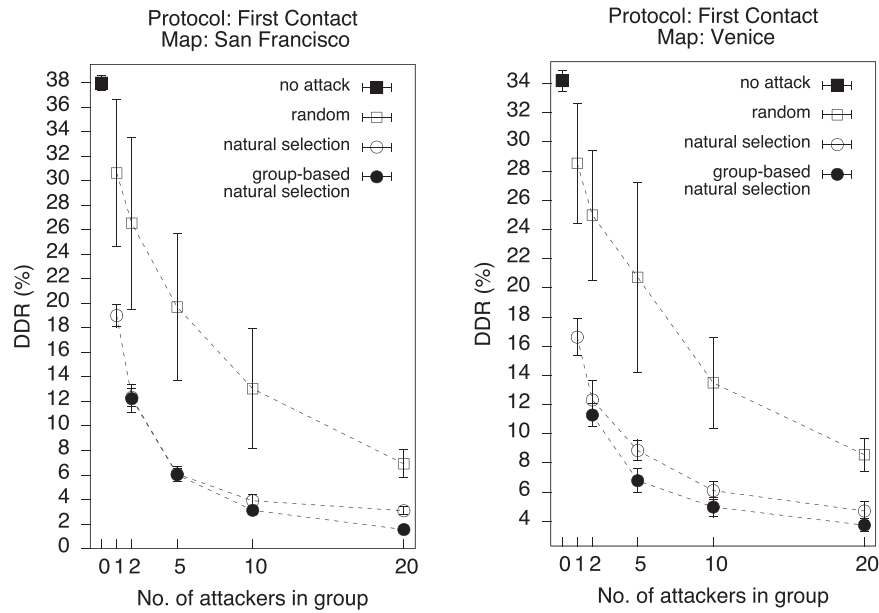 Protocol: First Contact
Map: San Francisco
38
36
34
32
30
28
26
24
22
20
18
16
14
12
10
8
6
4
2
0
DDR (%)
no attack
random
natural selection
group-based
natural selection
0 1 2 5 10 20
No. of attackers in group
Protocol: First Contact
Map: Venice
34
32
30
28
26
24
22
20
18
16
14
12
10
8
6
4
DDR (%)
no attack
random
natural selection
group-based
natural selection
0 1 2 5 10 20
No. of attackers in group